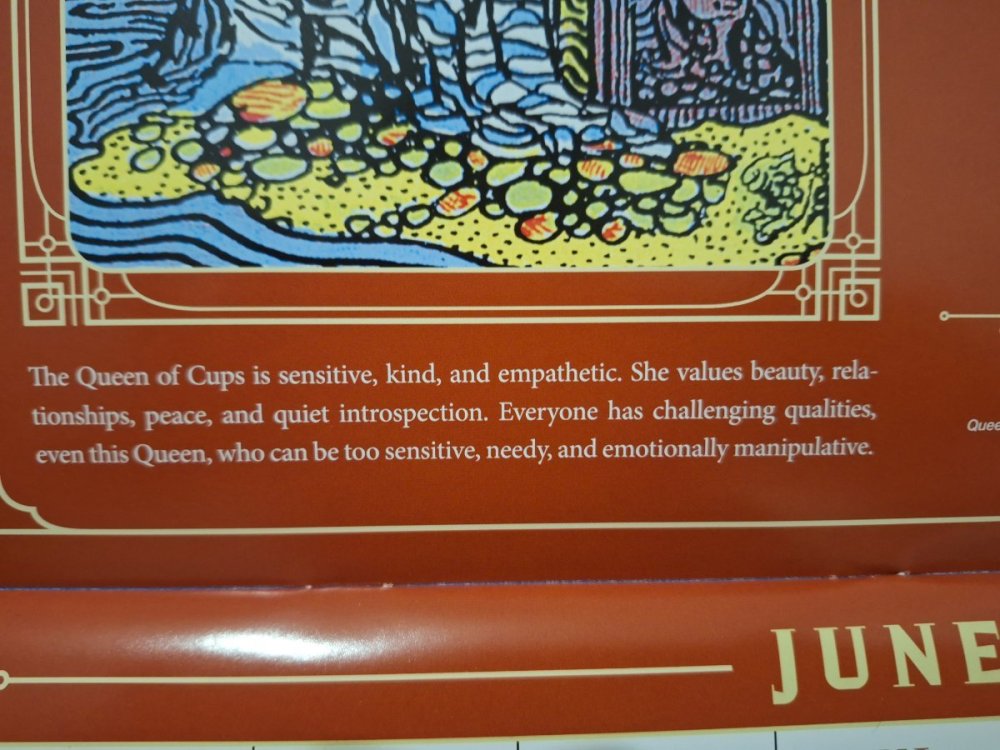 The Queen of Cups is sensitive, kind, and empathetic. She values beauty, rela-
tionships, peace, and quiet introspection. Everyone has challenging qualities,
even this Queen, who can be too sensitive, needy, and emotionally manipulative.
JUNE